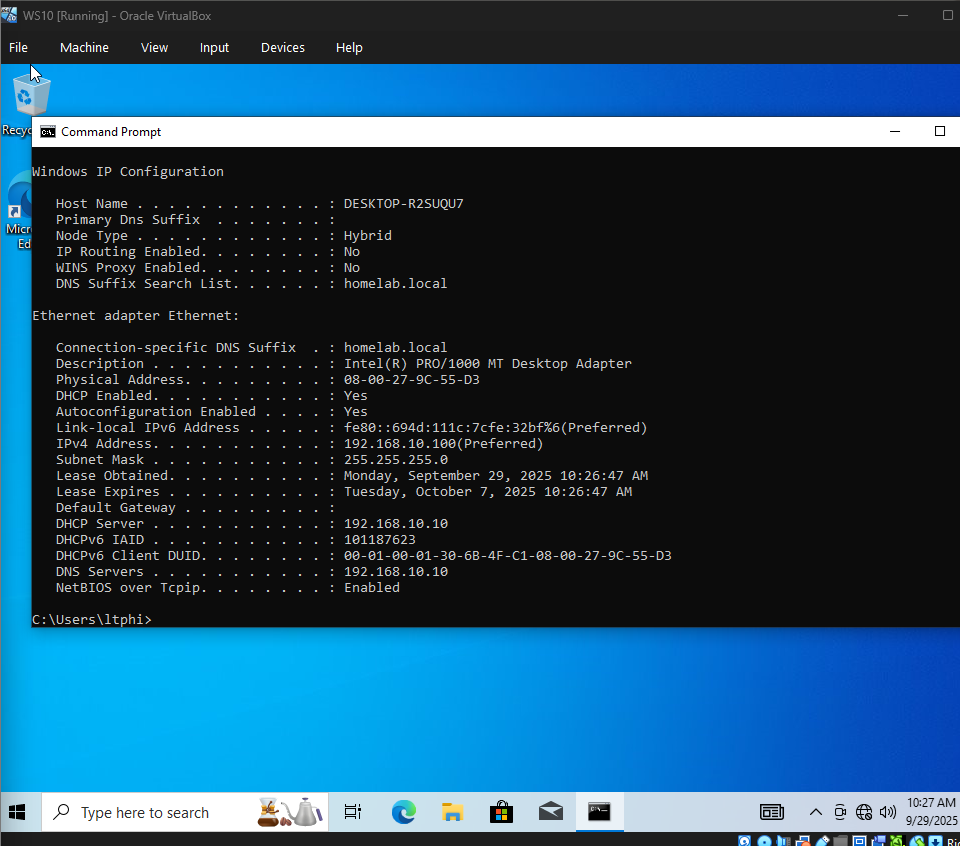 WS10 [Running] - Oracle VirtualBox
File Machine View Input Devices Help
Recyc
Command Prompt
Windows IP Configuration
Host Name . . . . . . . . . . . . : DESKTOP-R2SUQU7
Primary Dns Suffix . . . . . . . :
Node Type . . . . . . . . . . . . : Hybrid
IP Routing Enabled. . . . . . . . : No
WINS Proxy Enabled. . . . . . . . : No
DNS Suffix Search List. . . . . . : homelab.local
Micr
Ed
Ethernet adapter Ethernet:
Connection-specific DNS Suffix . : homelab.local
Description . . . . . . . . . . . : Intel(R) PRO/1000 MT Desktop Adapter
Physical Address. . . . . . . . . : 08-00-27-9C-55-D3
DHCP Enabled. . . . . . . . . . . : Yes
Autoconfiguration Enabled . . . . : Yes
Link-local IPv6 Address . . . . . : fe80::694d:111c:7cfe:32bf%6(Preferred)
IPv4 Address. . . . . . . . . . . : 192.168.10.100(Preferred)
Subnet Mask . . . . . . . . . . . : 255.255.255.0
Lease Obtained. . . . . . . . . . : Monday, September 29, 2025 10:26:47 AM
Lease Expires . . . . . . . . . . : Tuesday, October 7, 2025 10:26:47 AM
Default Gateway . . . . . . . . . :
DHCP Server . . . . . . . . . . . : 192.168.10.10
DHCPv6 IAID . . . . . . . . . . . : 101187623
DHCPv6 Client DUID. . . . . . . . : 00-01-00-01-30-6B-4F-C1-08-00-27-9C-55-D3
DNS Servers . . . . . . . . . . . : 192.168.10.10
NetBIOS over Tcpip. . . . . . . . : Enabled
C:\Users\ltphi>
Type here to search
10:27 AM
9/29/2025